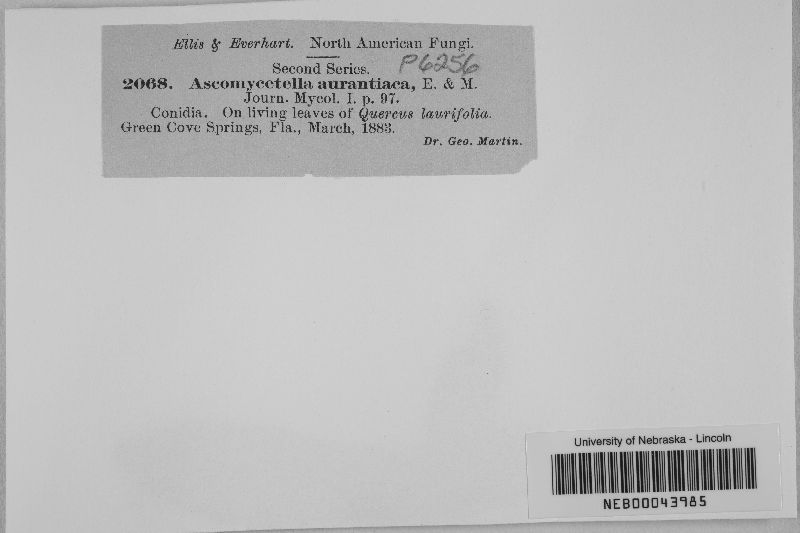 Ellis & Everhart. North American Fungi.
P6256
Second Series.
2068. Ascomycetella aurantiaca, E. & M.
Journ. Mycol. I. p. 97.
Conidia. On living leaves of Quercus laurifolia.
Green Cove Springs, Fla., March, 1883.
Dr. Geo. Martin.
University of Nebraska - Lincoln
NEB00043985